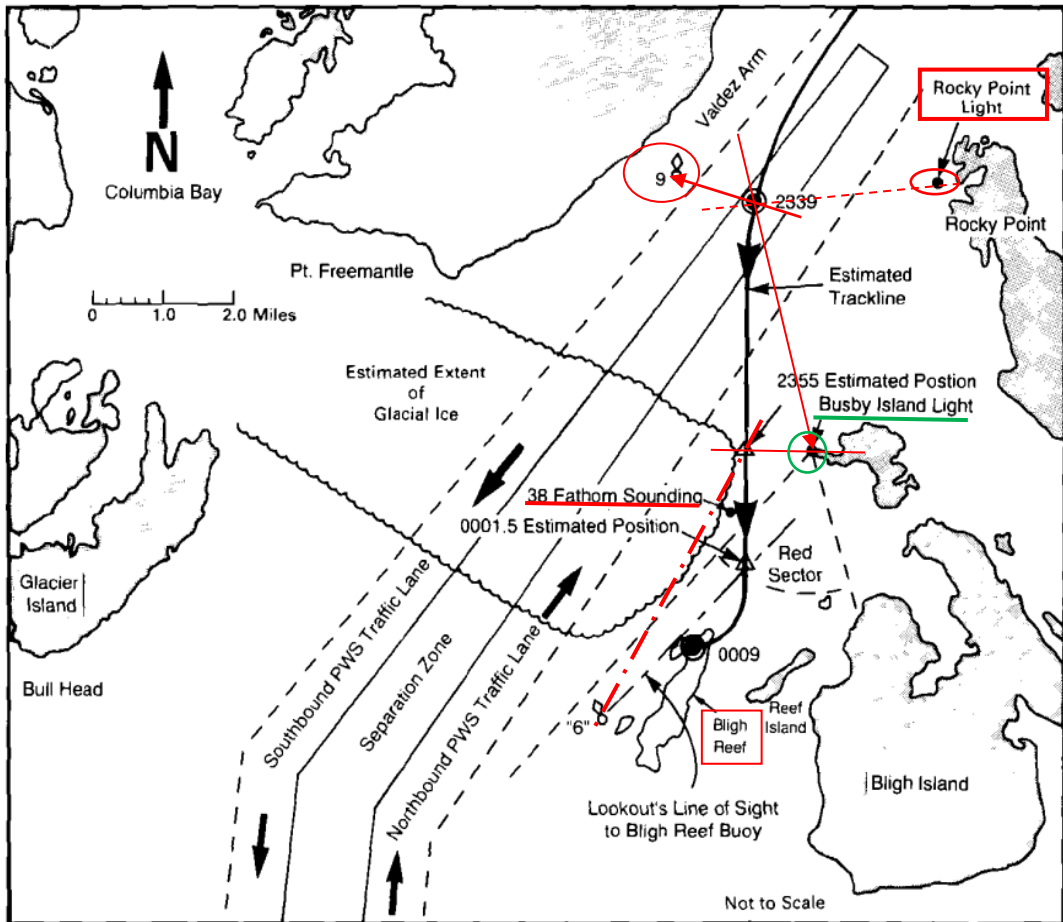 Valdez Arm
Rocky Point
Light
N
Columbia Bay
9
2339
Rocky Point
Pt. Freemantle
Estimated
Trackline
0 1.0 2.0 Miles
Estimated Extent
of
Glacial Ice
2355 Estimated Postion
Busby Island Light
38 Fathom Sounding
0001.5 Estimated Position
Red
Sector
Glacier
Island
Southbound PWS Traffic Lane
Separation Zone
Northbound PWS Traffic Lane
0009
Bull Head
"6"
Bligh
Reef
Reef
Island
Bligh Island
Lookout's Line of Sight
to Bligh Reef Buoy
Not to Scale